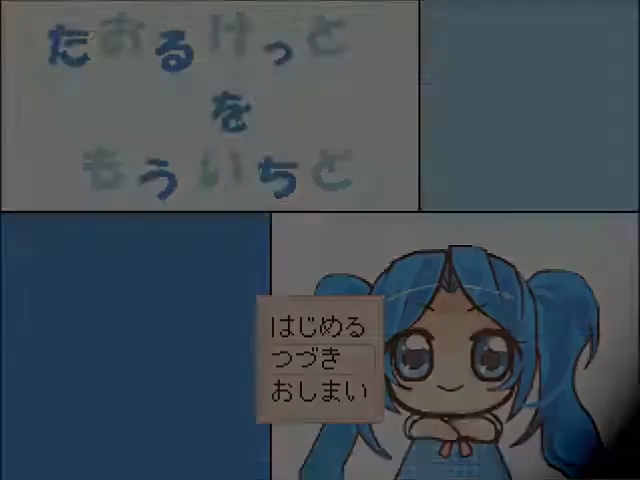 たおるけっと
を
もういちど
はじめる
つづき
おしまい